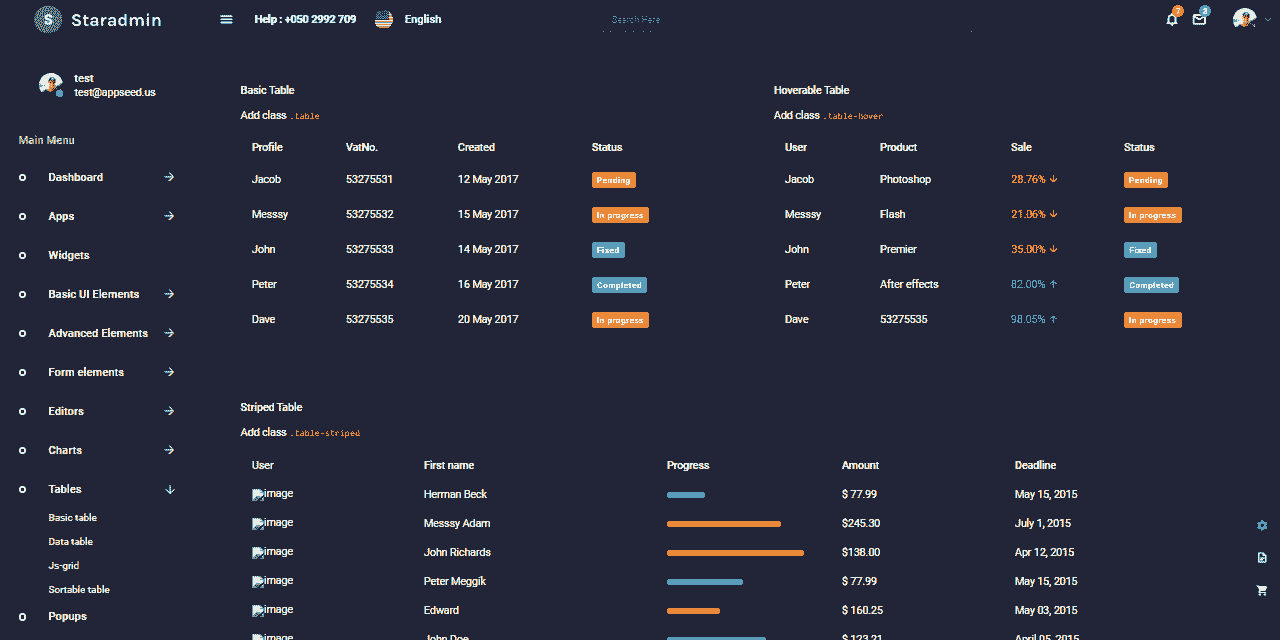 S Staradmin
Help : +050 2992 709 English Search Here 7 3
test
test@appseed.us
Main Menu
Dashboard
Apps
Widgets
Basic UI Elements
Advanced Elements
Form elements
Editors
Charts
Tables
Basic table
Data table
Js-grid
Sortable table
Popups
Basic Table
Add class .table
Profile VatNo. Created Status
Jacob 53275531 12 May 2017 Pending
Messsy 53275532 15 May 2017 In progress
John 53275533 14 May 2017 Fixed
Peter 53275534 16 May 2017 Completed
Dave 53275535 20 May 2017 In progress
Hoverable Table
Add class .table-hover
User Product Sale Status
Jacob Photoshop 28.76% ↓ Pending
Messsy Flash 21.06% ↓ In progress
John Premier 35.00% ↓ Fixed
Peter After effects 82.00% ↑ Completed
Dave 53275535 98.05% ↑ In progress
Striped Table
Add class .table-striped
User First name Progress Amount Deadline
image Herman Beck $ 77.99 May 15, 2015
image Messsy Adam $245.30 July 1, 2015
image John Richards $138.00 Apr 12, 2015
image Peter Meggik $ 77.99 May 15, 2015
image Edward $ 160.25 May 03, 2015
image John Doe $ 123.21 April 05, 2015